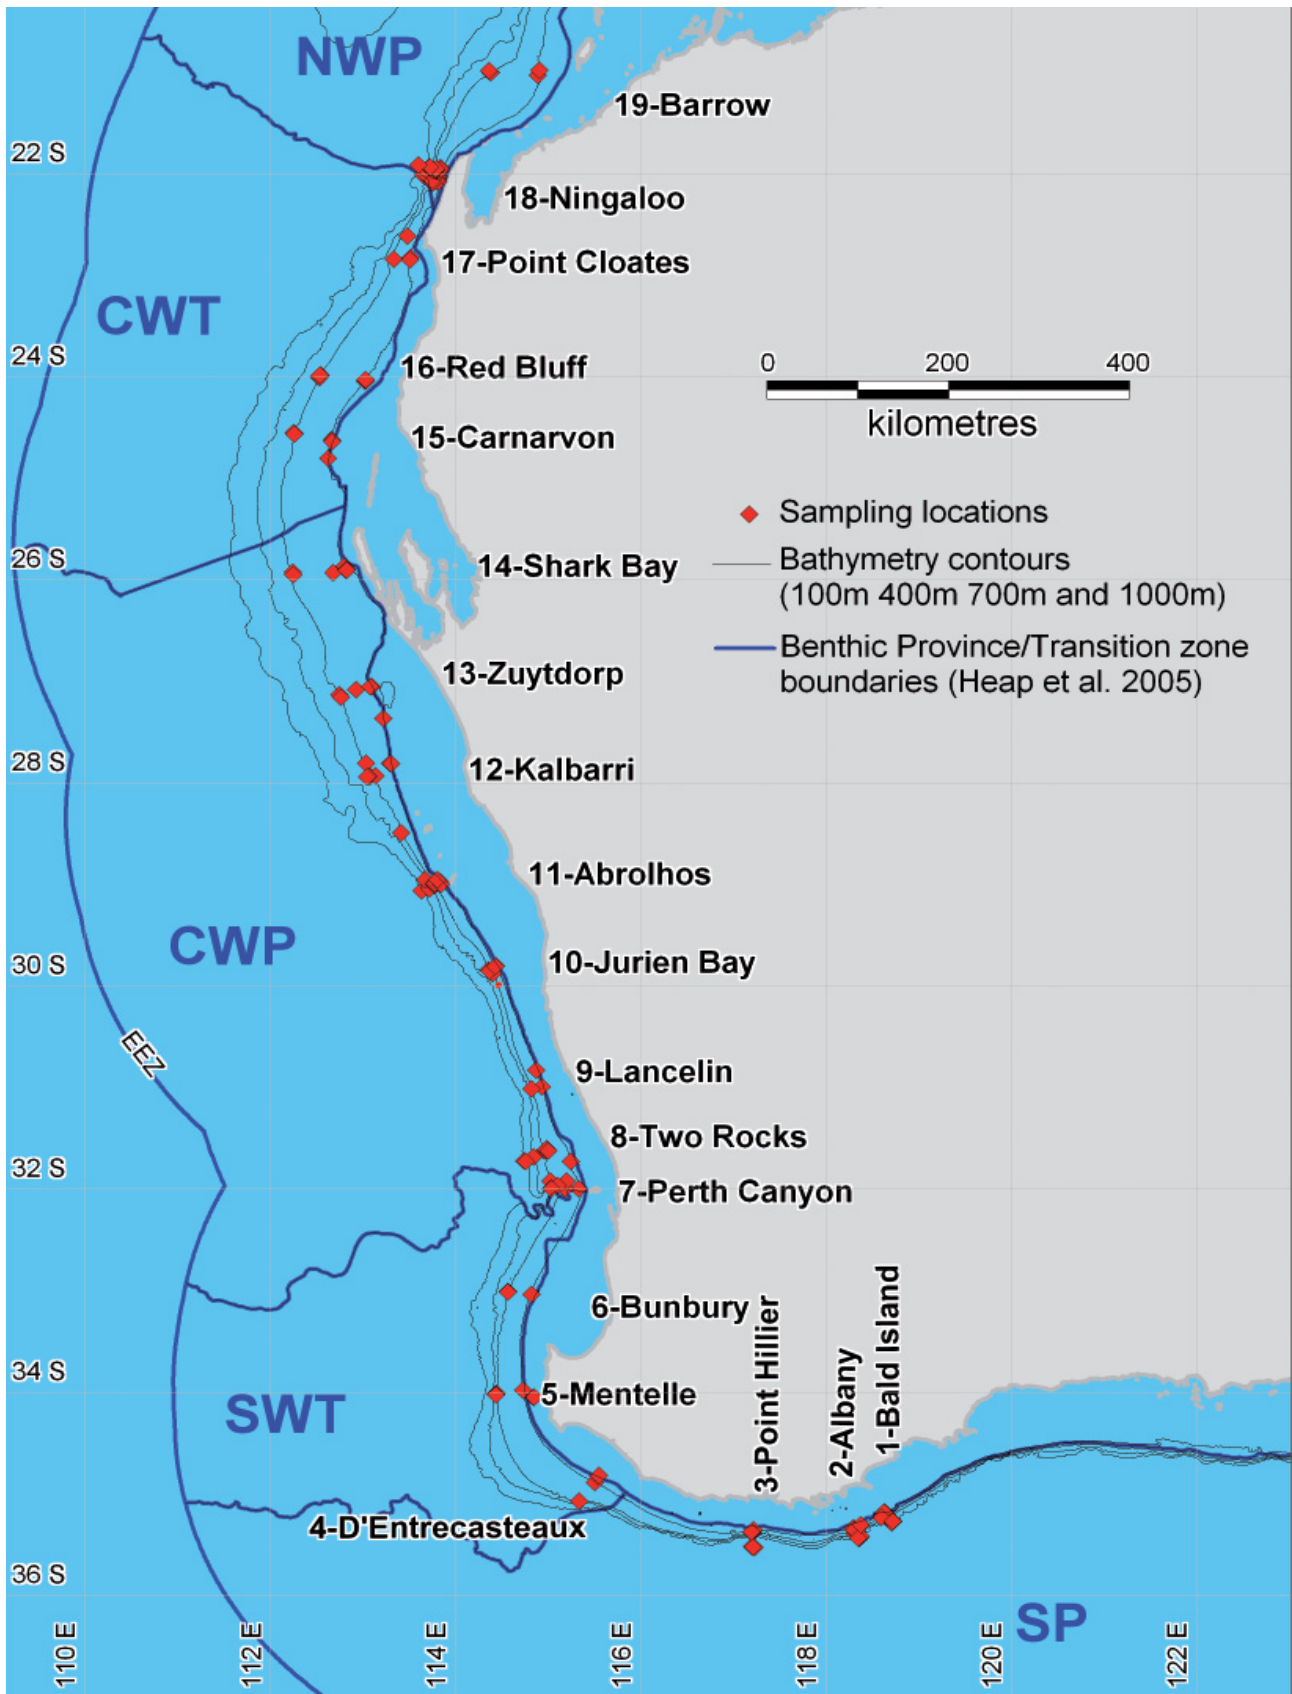 NWP
19-Barrow
22 S
18-Ningaloo
17-Point Cloates
CWT
24 S
16-Red Bluff
0 200 400
kilometres
15-Carnarvon
Sampling locations
26 S
14-Shark Bay
Bathymetry contours
(100m 400m 700m and 1000m)
Benthic Province/Transition zone
boundaries (Heap et al. 2005)
13-Zuytdorp
28 S
12-Kalbarri
11-Abrolhos
CWP
30 S
10-Jurien Bay
EEZ
9-Lancelin
8-Two Rocks
32 S
7-Perth Canyon
6-Bunbury
3-Point Hillier
2-Albany
1-Bald Island
34 S
5-Mentelle
SWT
4-D'Entrecasteaux
36 S
SP
110 E
112 E
114 E
116 E
118 E
120 E
122 E